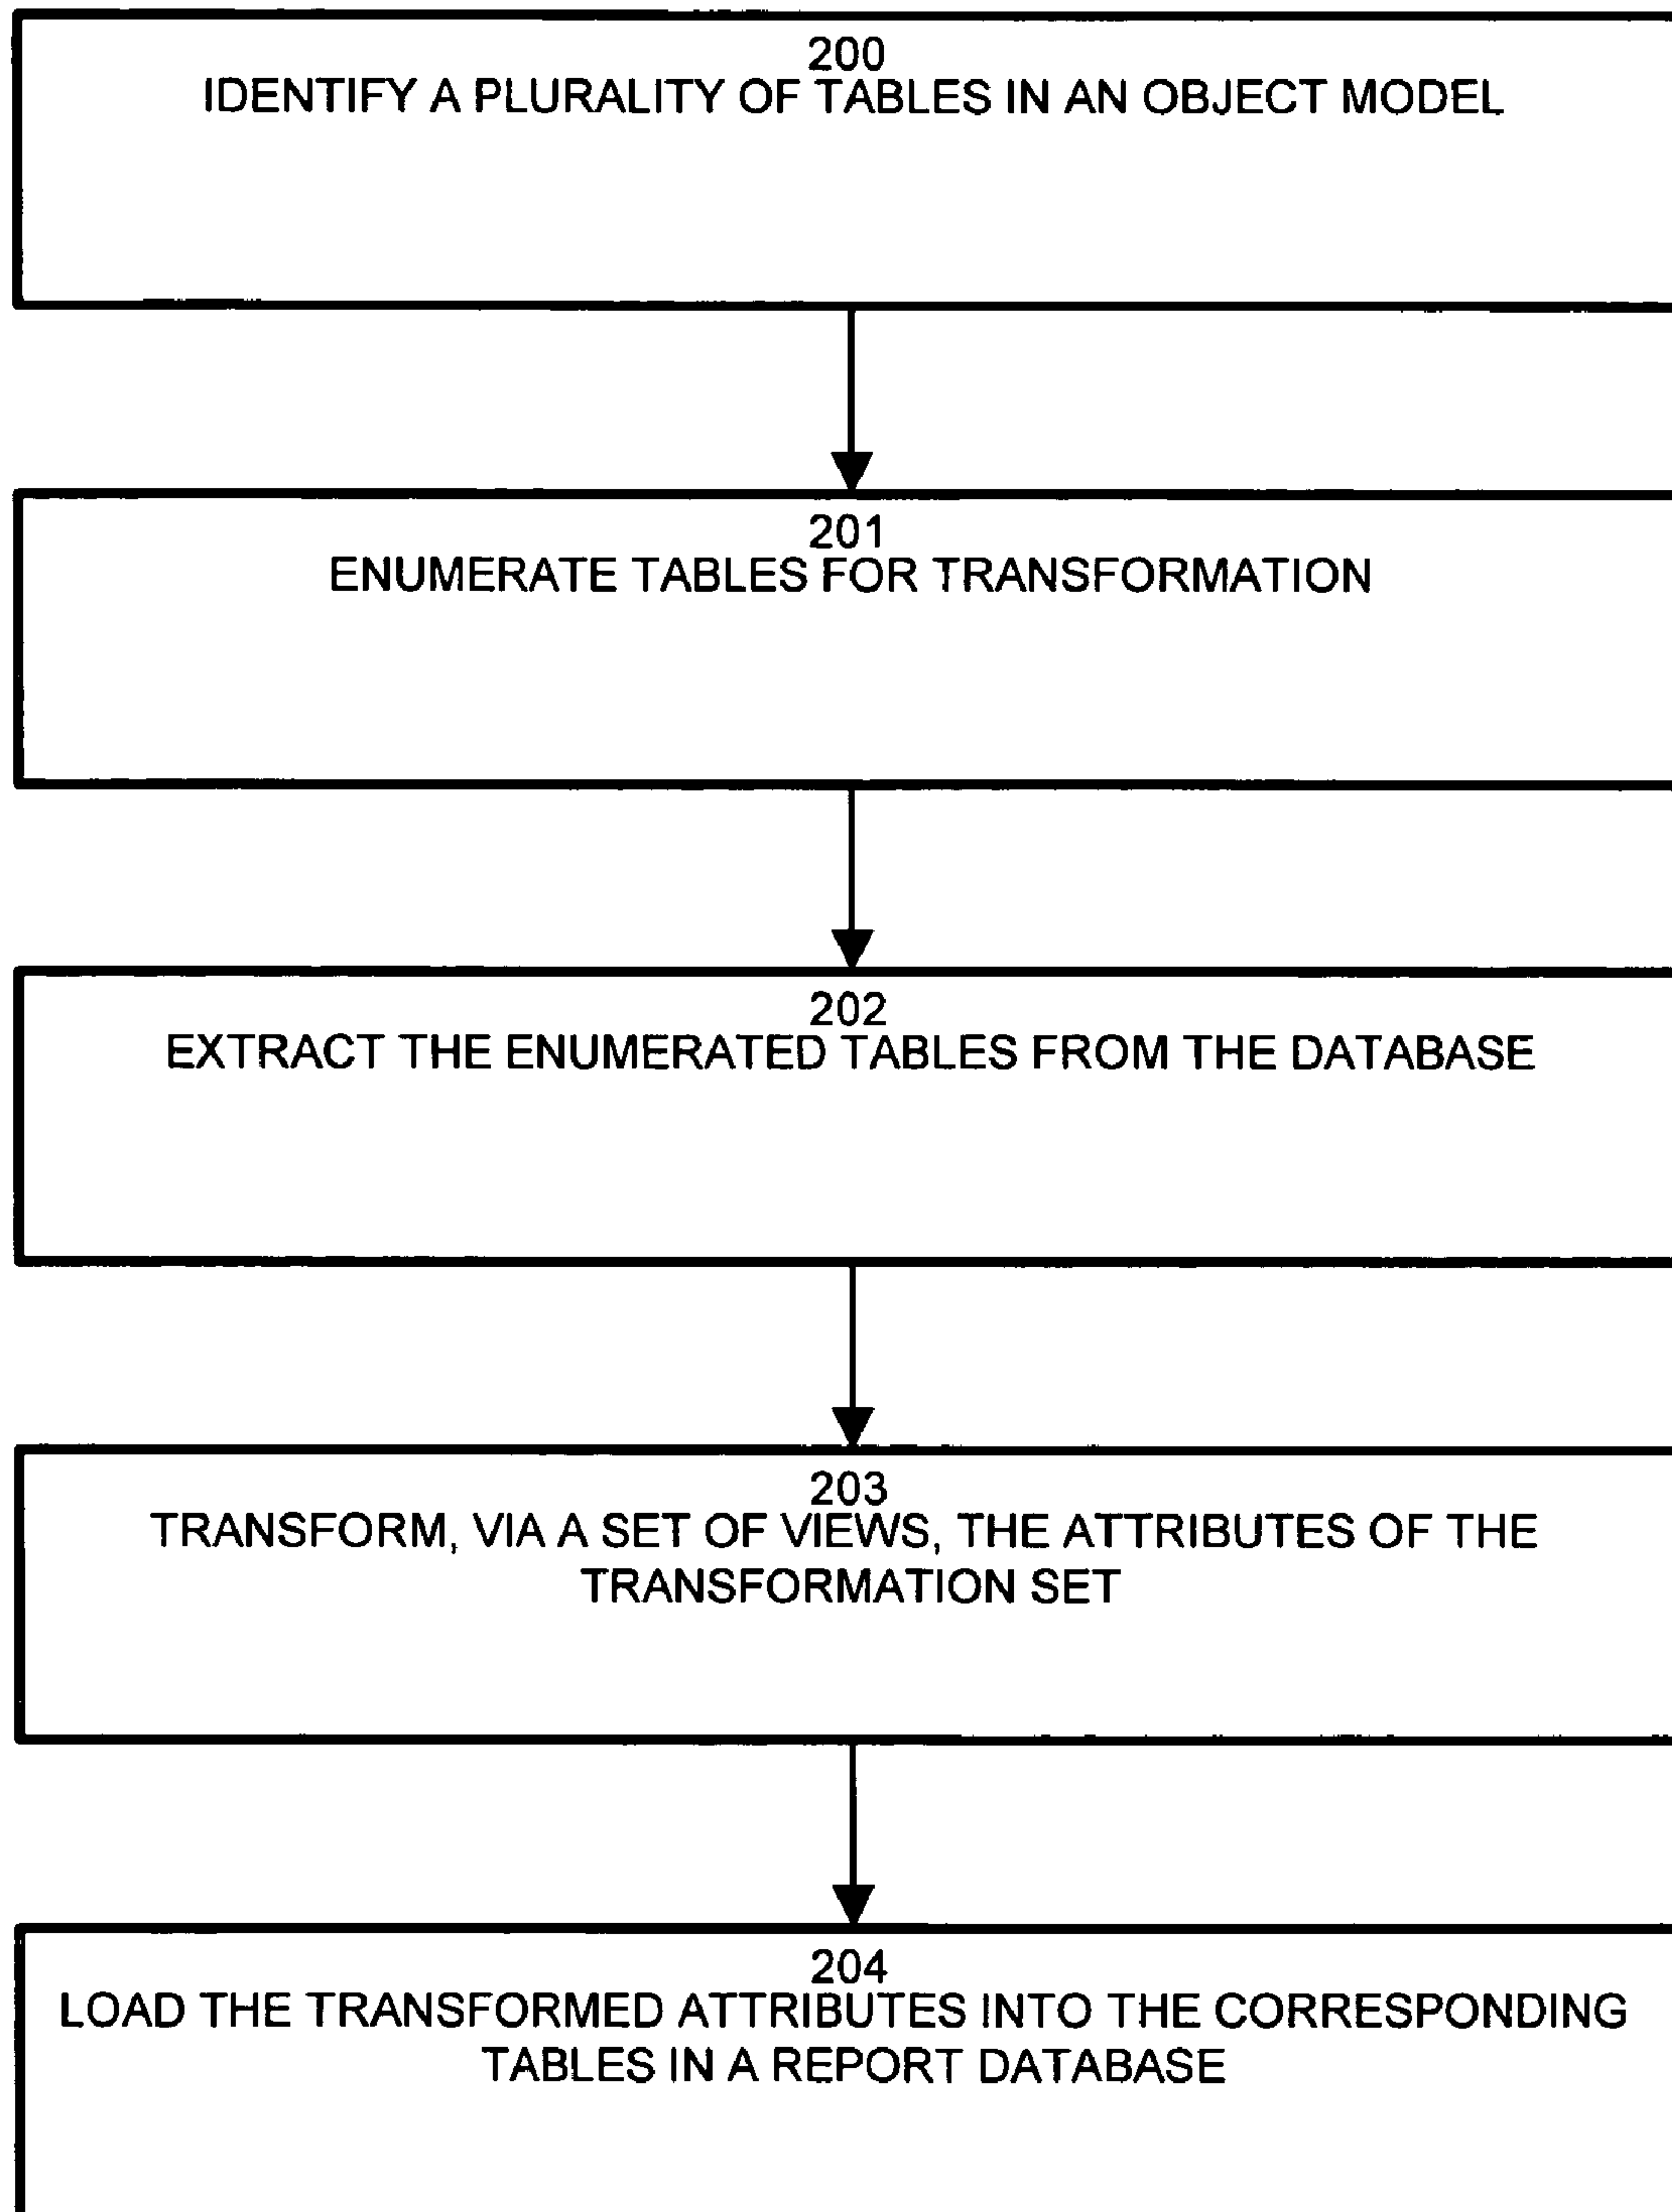 200
IDENTIFY A PLURALITY OF TABLES IN AN OBJECT MODEL
201
ENUMERATE TABLES FOR TRANSFORMATION
202
EXTRACT THE ENUMERATED TABLES FROM THE DATABASE
203
TRANSFORM, VIA A SET OF VIEWS, THE ATTRIBUTES OF THE
TRANSFORMATION SET
204
LOAD THE TRANSFORMED ATTRIBUTES INTO THE CORRESPONDING
TABLES IN A REPORT DATABASE